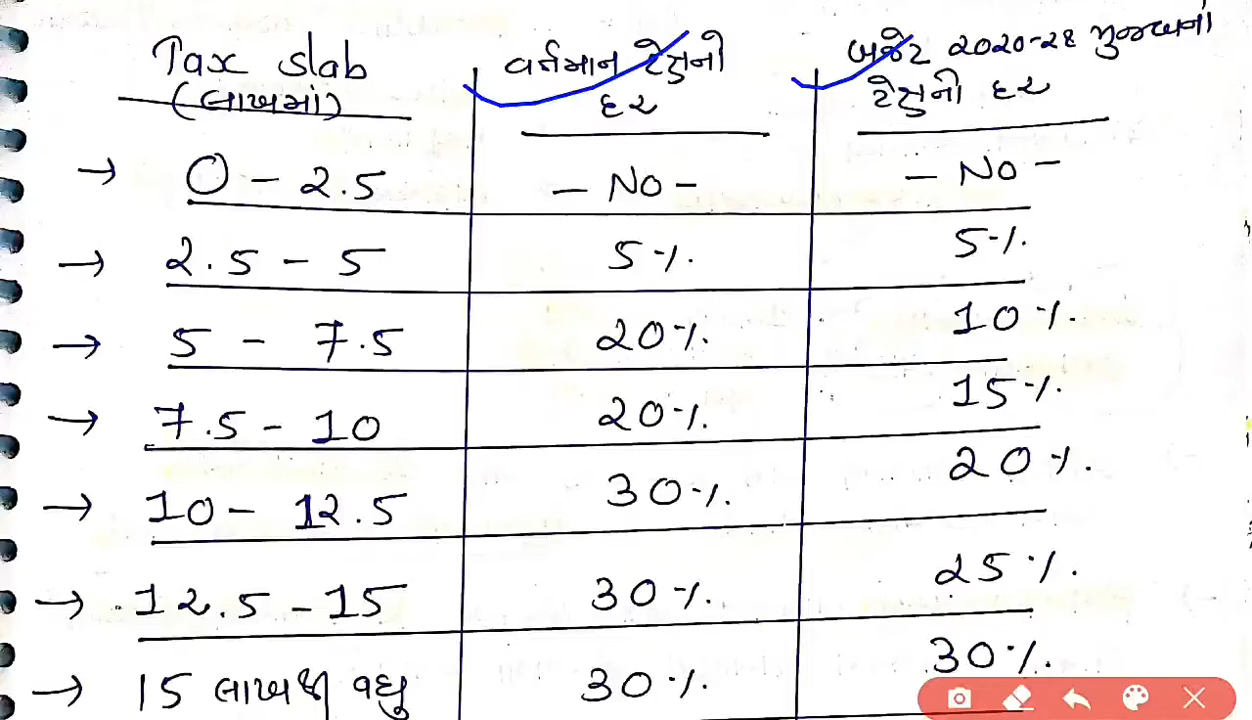 Tax slab વર્તમાન ટેક્ષનો બજેટ 2020-21 મુજબનો
(લાખમાં) દર ટેક્ષનો દર
→ 0 - 2.5 - No - - No -
→ 2.5 - 5 5% 5%
→ 5 - 7.5 20% 10%
→ 7.5 - 10 20% 15%
→ 10 - 12.5 30% 20%
→ 12.5 - 15 30% 25%
→ 15 લાખથી વધુ 30% 30%